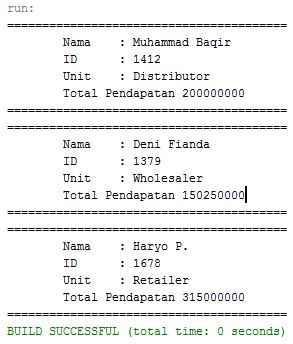 run:
========================================
Nama : Muhammad Baqir
ID : 1412
Unit : Distributor
Total Pendapatan 200000000
========================================
========================================
Nama : Deni Fianda
ID : 1379
Unit : Wholesaler
Total Pendapatan 150250000
========================================
========================================
Nama : Haryo P.
ID : 1678
Unit : Retailer
Total Pendapatan 315000000
========================================
BUILD SUCCESSFUL (total time: 0 seconds)